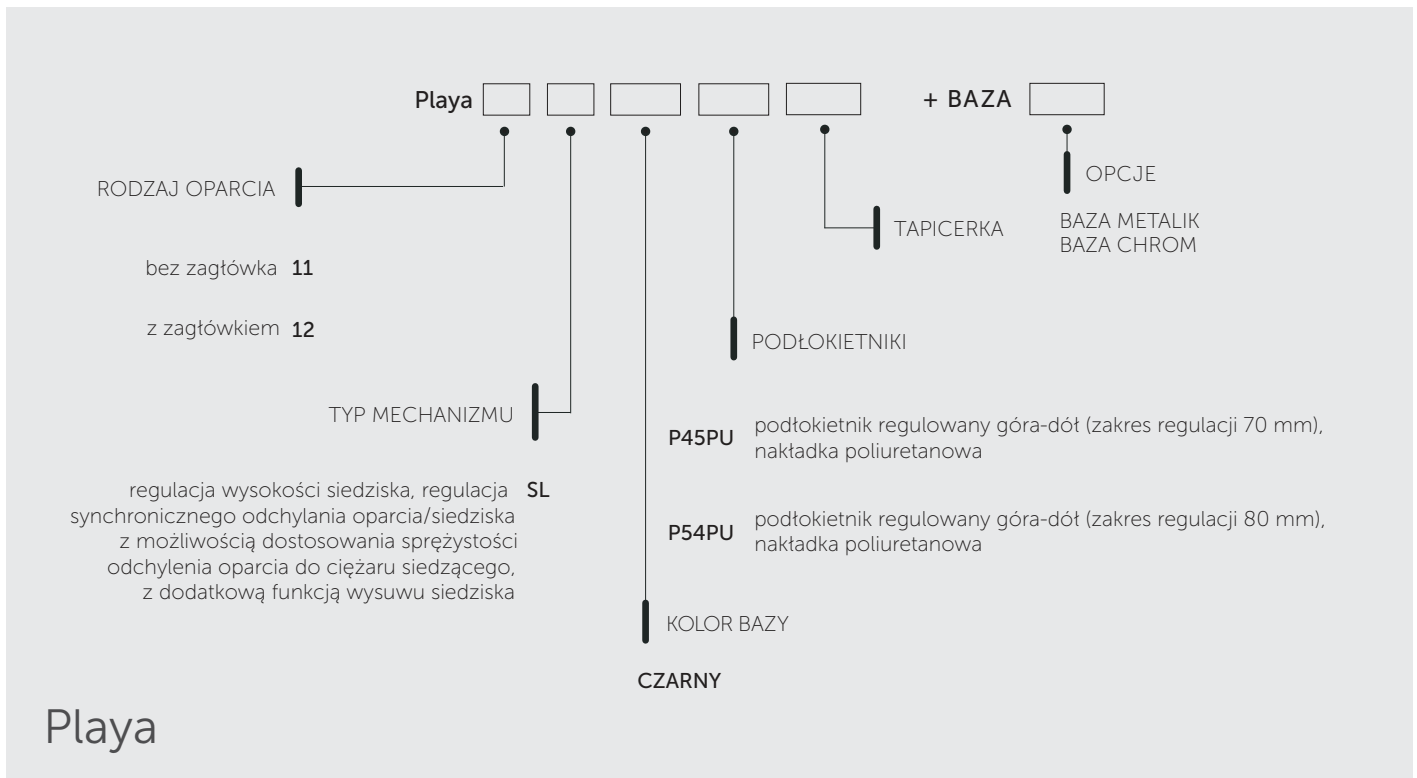 Playa + BAZA
RODZAJ OPARCIA
OPCJE
BAZA METALIK
BAZA CHROM
TAPICERKA
bez zagłówka 11
z zagłówkiem 12
PODŁOKIETNIKI
TYP MECHANIZMU
P45PU podłokietnik regulowany góra-dół (zakres regulacji 70 mm),
nakładka poliuretanowa
regulacja wysokości siedziska, regulacja SL
synchronicznego odchylania oparcia/siedziska
z możliwością dostosowania sprężystości
odchylenia oparcia do ciężaru siedzącego,
z dodatkową funkcją wysuwu siedziska
P54PU podłokietnik regulowany góra-dół (zakres regulacji 80 mm),
nakładka poliuretanowa
KOLOR BAZY
CZARNY
Playa